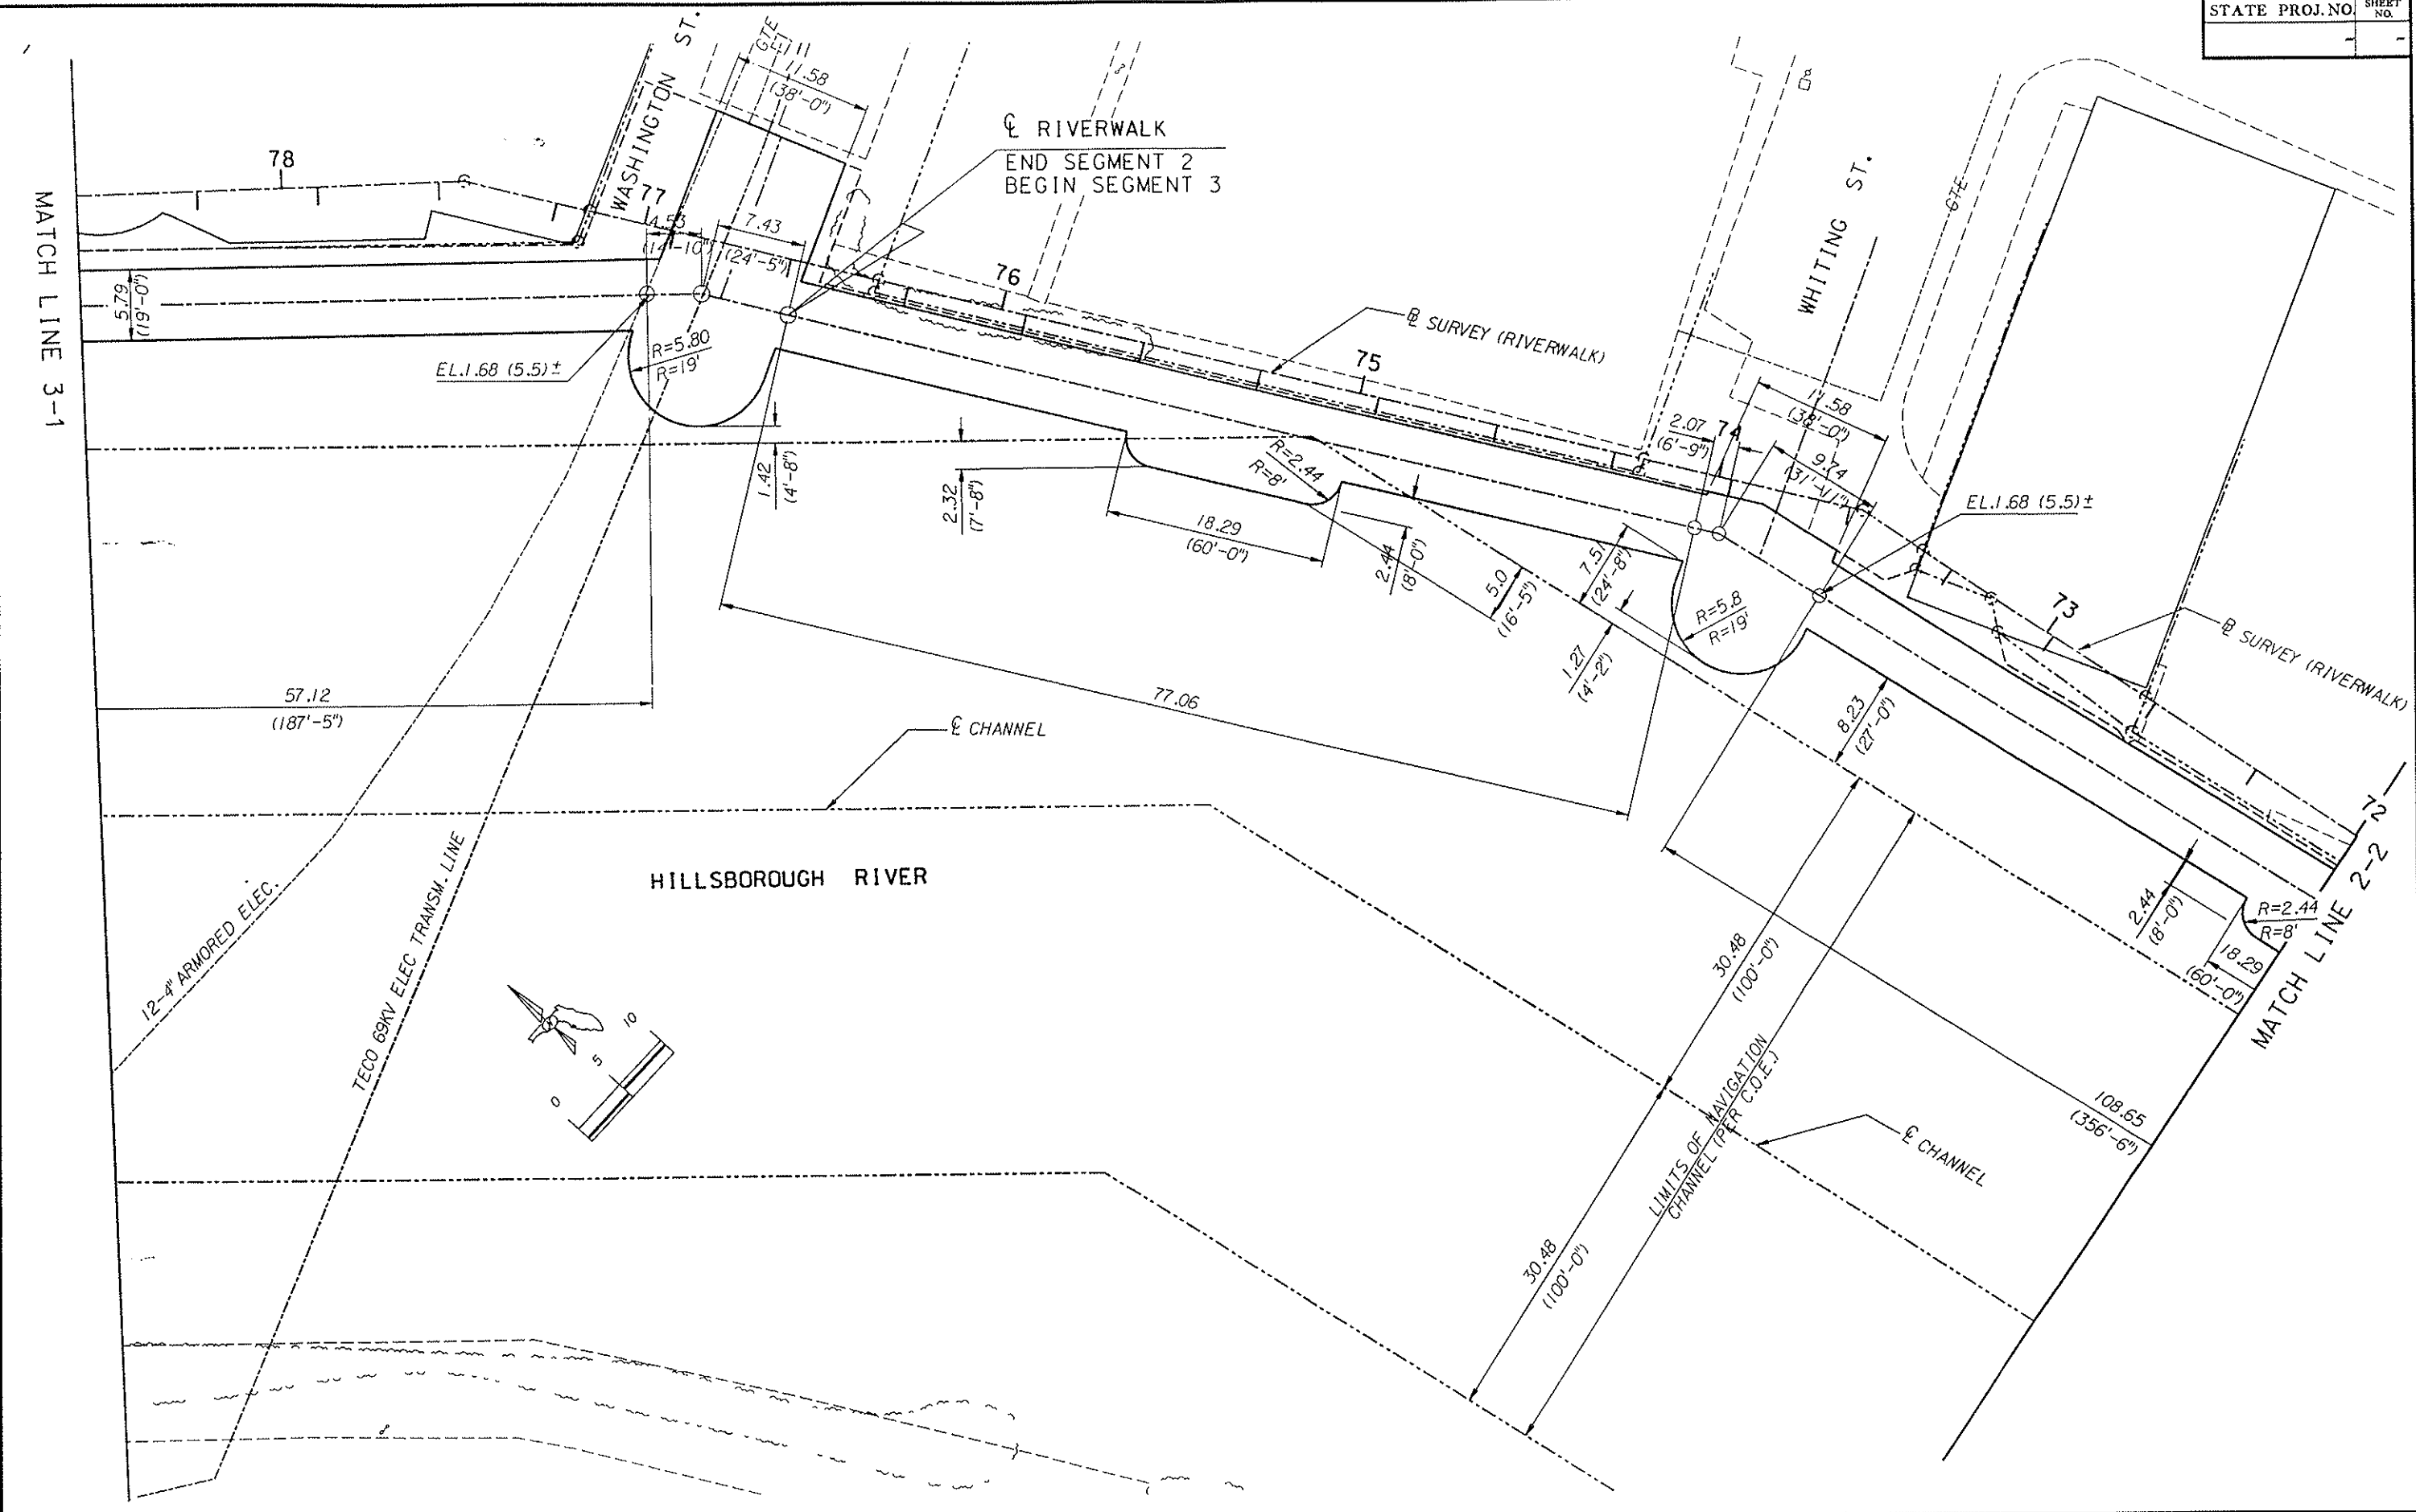 STATE PROJ. NO.
SHEET NO.
-
-
MATCH LINE 3-1
78
WASHINGTON ST.
77
GTE
11.58
(38'-0")
4.53
(14'-10")
7.43
(24'-5")
℄ RIVERWALK
END SEGMENT 2
BEGIN SEGMENT 3
76
5.79
(19'-0")
EL.1.68 (5.5)±
R=5.80
R=19'
1.42
(4'-8")
2.32
(7'-8")
18.29
(60'-0")
R=2.44
R=8'
2.44
(8'-0")
75
℄ SURVEY (RIVERWALK)
5.0
(16'-5")
7.51
(24'-8")
1.27
(4'-2")
WHITING ST.
GTE
2.07
(6'-9")
74
11.58
(38'-0")
9.74
(31'-11")
EL.1.68 (5.5)±
R=5.8
R=19'
73
℄ SURVEY (RIVERWALK)
72
57.12
(187'-5")
77.06
℄ CHANNEL
8.23
(27'-0")
HILLSBOROUGH RIVER
12-4" ARMORED ELEC.
TECO 69KV ELEC TRANSM. LINE
0
5
10
30.48
(100'-0")
LIMITS OF NAVIGATION
CHANNEL (PER C.O.E.)
30.48
(100'-0")
108.65
(356'-6")
℄ CHANNEL
2.44
(8'-0")
R=2.44
R=8'
18.29
(60'-0")
MATCH LINE 2-2